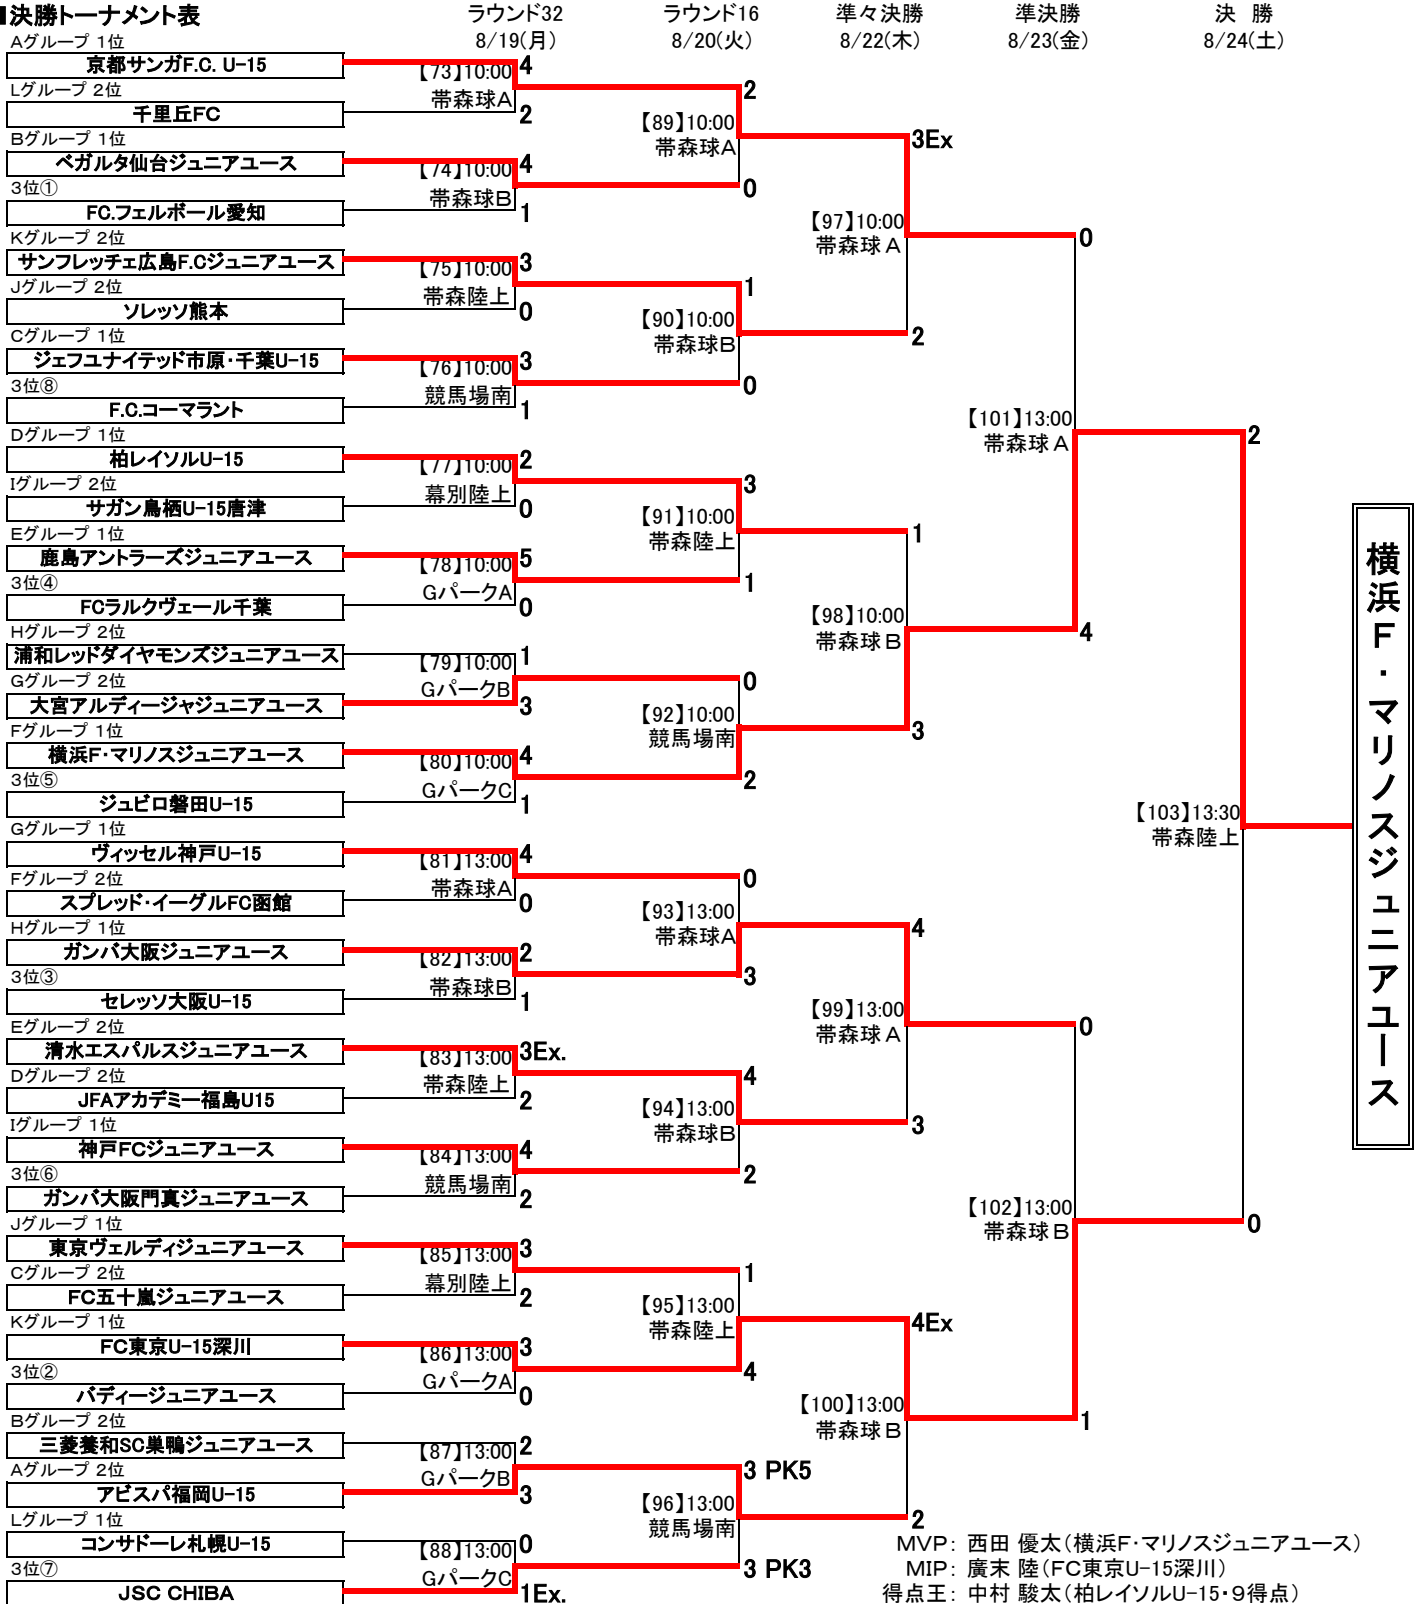 ■決勝トーナメント表
ラウンド32
ラウンド16
準々決勝
準決勝
決 勝
8/19(月)
8/20(火)
8/22(木)
8/23(金)
8/24(土)
Aグループ 1位
京都サンガF.C. U-15
【73】10:00
4
Lグループ 2位
帯森球A
千里丘FC
2
2
【89】10:00
帯森球A
Bグループ 1位
ベガルタ仙台ジュニアユース
【74】10:00
4
3位①
帯森球B
0
FC.フェルボール愛知
1
3Ex
【97】10:00
帯森球A
Kグループ 2位
サンフレッチェ広島F.Cジュニアユース
【75】10:00
3
Jグループ 2位
帯森陸上
ソレッソ熊本
0
1
【90】10:00
帯森球B
2
Cグループ 1位
ジェフユナイテッド市原・千葉U-15
【76】10:00
3
3位⑧
競馬場南
0
F.C.コーマラント
1
0
【101】13:00
帯森球A
Dグループ 1位
柏レイソルU-15
【77】10:00
2
Iグループ 2位
幕別陸上
サガン鳥栖U-15唐津
0
3
【91】10:00
帯森陸上
1
Eグループ 1位
鹿島アントラーズジュニアユース
【78】10:00
5
3位④
GパークA
1
FCラルクヴェール千葉
0
【98】10:00
帯森球B
4
Hグループ 2位
浦和レッドダイヤモンズジュニアユース
【79】10:00
1
Gグループ 2位
GパークB
大宮アルディージャジュニアユース
3
0
【92】10:00
競馬場南
3
Fグループ 1位
横浜F・マリノスジュニアユース
【80】10:00
4
3位⑤
GパークC
2
ジュビロ磐田U-15
1
2
【103】13:30
帯森陸上
横浜F・マリノスジュニアユース
Gグループ 1位
ヴィッセル神戸U-15
【81】13:00
4
Fグループ 2位
帯森球A
スプレッド・イーグルFC函館
0
0
【93】13:00
帯森球A
4
Hグループ 1位
ガンバ大阪ジュニアユース
【82】13:00
2
3位③
帯森球B
3
セレッソ大阪U-15
1
【99】13:00
帯森球A
0
Eグループ 2位
清水エスパルスジュニアユース
【83】13:00
3Ex.
Dグループ 2位
帯森陸上
JFAアカデミー福島U15
2
4
【94】13:00
帯森球B
3
Iグループ 1位
神戸FCジュニアユース
【84】13:00
4
3位⑥
競馬場南
2
ガンバ大阪門真ジュニアユース
2
【102】13:00
帯森球B
0
Jグループ 1位
東京ヴェルディジュニアユース
【85】13:00
3
Cグループ 2位
幕別陸上
FC五十嵐ジュニアユース
2
1
【95】13:00
帯森陸上
4Ex
Kグループ 1位
FC東京U-15深川
【86】13:00
3
3位②
GパークA
4
バディージュニアユース
0
【100】13:00
帯森球B
1
Bグループ 2位
三菱養和SC巣鴨ジュニアユース
【87】13:00
2
Aグループ 2位
GパークB
アビスパ福岡U-15
3
3 PK5
【96】13:00
競馬場南
2
Lグループ 1位
コンサドーレ札幌U-15
【88】13:00
0
3位⑦
GパークC
3 PK3
JSC CHIBA
1Ex.
MVP: 西田 優太(横浜F・マリノスジュニアユース)
MIP: 廣末 陸(FC東京U-15深川)
得点王: 中村 駿太(柏レイソルU-15・9得点)